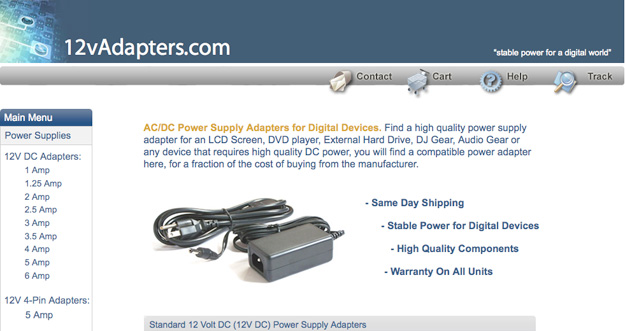 12vAdapters.com
"stable power for a digital world"
Contact
Cart
Help
Track
Main Menu
Power Supplies
12V DC Adapters:
1 Amp
1.25 Amp
2 Amp
2.5 Amp
3 Amp
3.5 Amp
4 Amp
5 Amp
6 Amp
12V 4-Pin Adapters:
5 Amp
AC/DC Power Supply Adapters for Digital Devices. Find a high quality power supply
adapter for an LCD Screen, DVD player, External Hard Drive, DJ Gear, Audio Gear or
any device that requires high quality DC power, you will find a compatible power adapter
here, for a fraction of the cost of buying from the manufacturer.
- Same Day Shipping
- Stable Power for Digital Devices
- High Quality Components
- Warranty On All Units
Standard 12 Volt DC (12V DC) Power Supply Adapters